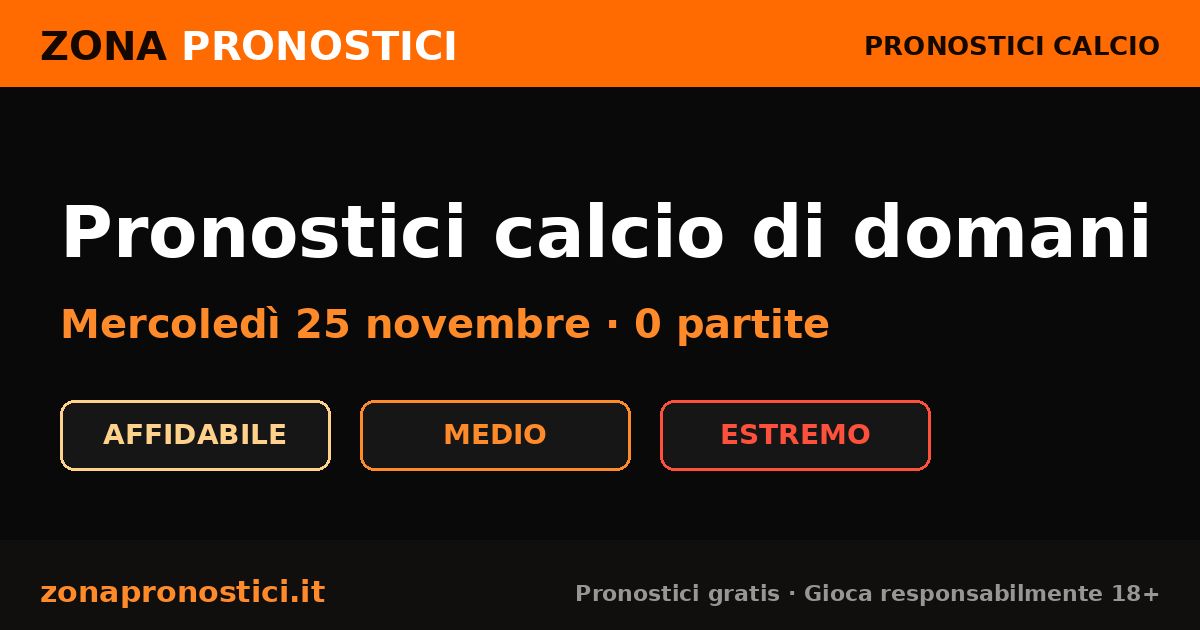 ZONA PRONOSTICI
PRONOSTICI CALCIO
Pronostici calcio di domani
Mercoledì 25 novembre · 0 partite
AFFIDABILE
MEDIO
ESTREMO
zonapronostici.it
Pronostici gratis · Gioca responsabilmente 18+